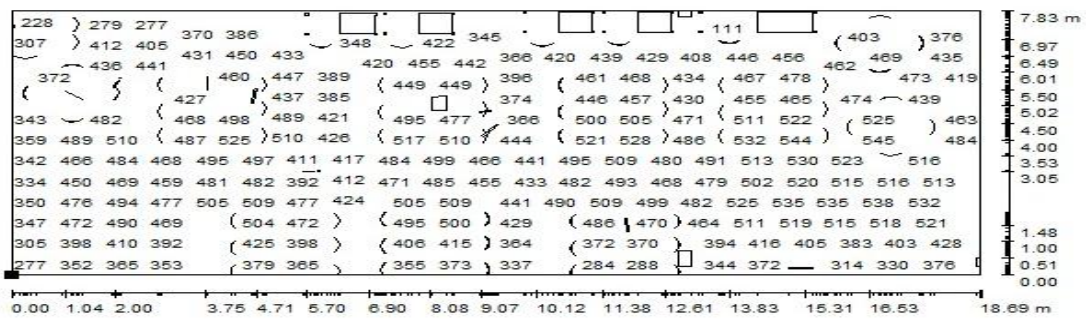 228 279 277 111 7.83 m
307 412 405 370 386 348 422 345 403 376 6.97
436 441 431 450 433 420 455 442 366 420 439 429 408 446 456 462 469 435 6.49
372 460 447 389 449 449 396 461 468 434 467 478 473 419 6.01
427 437 385 374 446 457 430 455 465 474 439 5.50
343 482 468 498 489 421 495 477 366 500 505 471 511 522 525 463 5.02
359 489 510 487 525 510 426 517 510 444 521 528 486 532 544 545 484 4.50
4.00
342 466 484 468 495 497 411 417 484 499 466 441 495 509 480 491 513 530 523 516 3.53
334 450 469 459 481 482 392 412 471 485 455 433 482 493 468 479 502 520 515 516 513 3.05
350 476 494 477 505 509 477 424 505 509 441 490 509 499 482 525 535 535 538 532
347 472 490 469 504 472 495 500 429 486 470 464 511 519 515 518 521 1.48
305 398 410 392 425 398 406 415 364 372 370 394 416 405 383 403 428 1.00
277 352 365 353 379 365 355 373 337 284 288 344 372 314 330 376 0.51
0.00
0.00 1.04 2.00 3.75 4.71 5.70 6.90 8.08 9.07 10.12 11.38 12.61 13.83 15.31 16.53 18.69 m